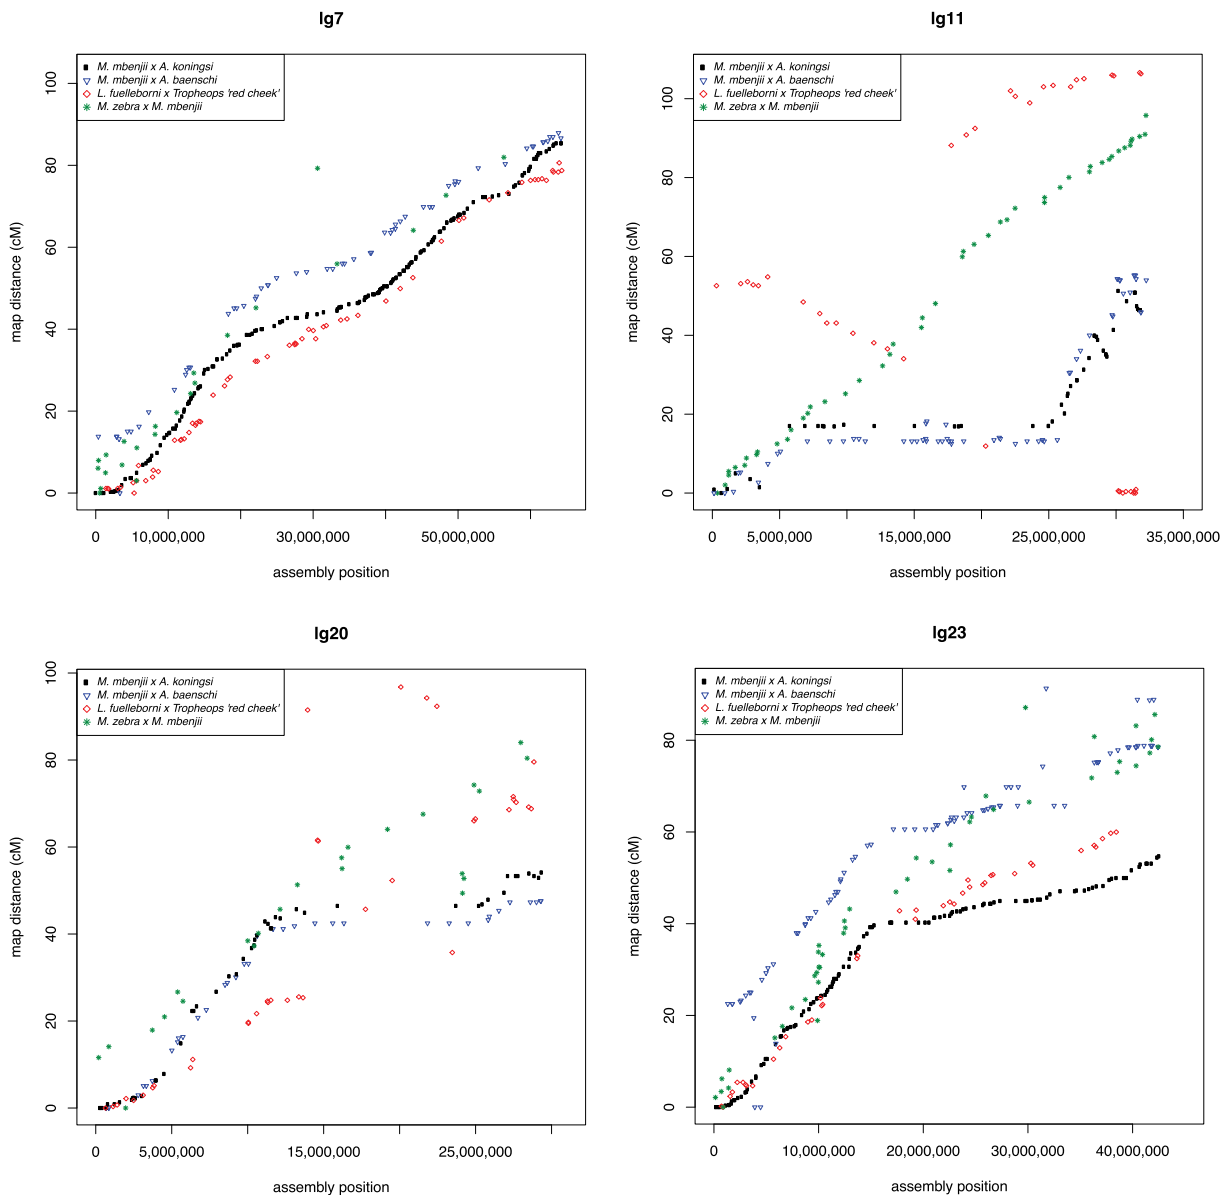 lg7
M. mbenjii x A. koningsi
M. mbenjii x A. baenschi
L. fuelleborni x Tropheops 'red cheek'
M. zebra x M. mbenjii
map distance (cM)
100
80
60
40
20
0
0 10,000,000 30,000,000 50,000,000
assembly position
lg11
M. mbenjii x A. koningsi
M. mbenjii x A. baenschi
L. fuelleborni x Tropheops 'red cheek'
M. zebra x M. mbenjii
map distance (cM)
100
80
60
40
20
0
0 5,000,000 15,000,000 25,000,000 35,000,000
assembly position
lg20
M. mbenjii x A. koningsi
M. mbenjii x A. baenschi
L. fuelleborni x Tropheops 'red cheek'
M. zebra x M. mbenjii
map distance (cM)
100
80
60
40
20
0
0 5,000,000 15,000,000 25,000,000
assembly position
lg23
M. mbenjii x A. koningsi
M. mbenjii x A. baenschi
L. fuelleborni x Tropheops 'red cheek'
M. zebra x M. mbenjii
map distance (cM)
80
60
40
20
0
0 10,000,000 20,000,000 30,000,000 40,000,000
assembly position